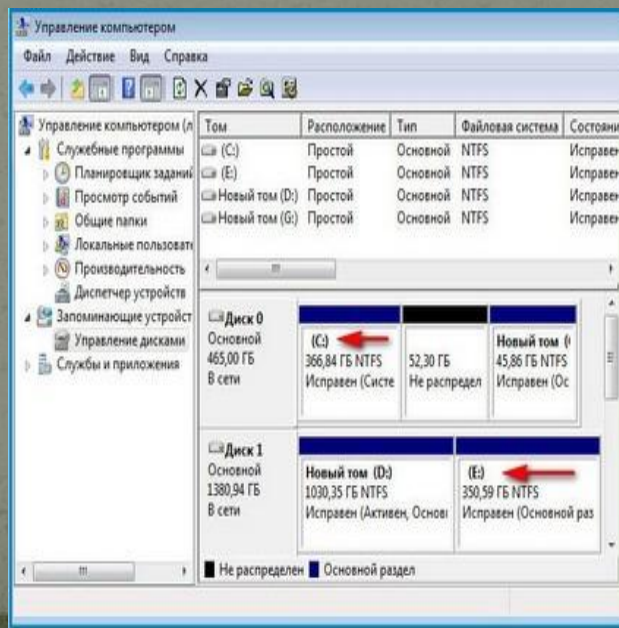 Управление компьютером
Файл Действие Вид Справка
Управление компьютером (л
Служебные программы
Планировщик заданий
Просмотр событий
Общие папки
Локальные пользовате
Производительность
Диспетчер устройств
Запоминающие устройст
Управление дисками
Службы и приложения
Том Расположение Тип Файловая система Состояни
(C:) Простой Основной NTFS Исправен
(E:) Простой Основной NTFS Исправен
Новый том (D:) Простой Основной NTFS Исправен
Новый том (G:) Простой Основной NTFS Исправен
Диск 0
Основной
465,00 ГБ
В сети
(C:)
366,84 ГБ NTFS
Исправен (Систе
52,30 ГБ
Не распредел
Новый том (
45,86 ГБ NTFS
Исправен (Ос
Диск 1
Основной
1380,94 ГБ
В сети
Новый том (D:)
1030,35 ГБ NTFS
Исправен (Активен, Основ
(E:)
350,59 ГБ NTFS
Исправен (Основной раз
Не распределен Основной раздел